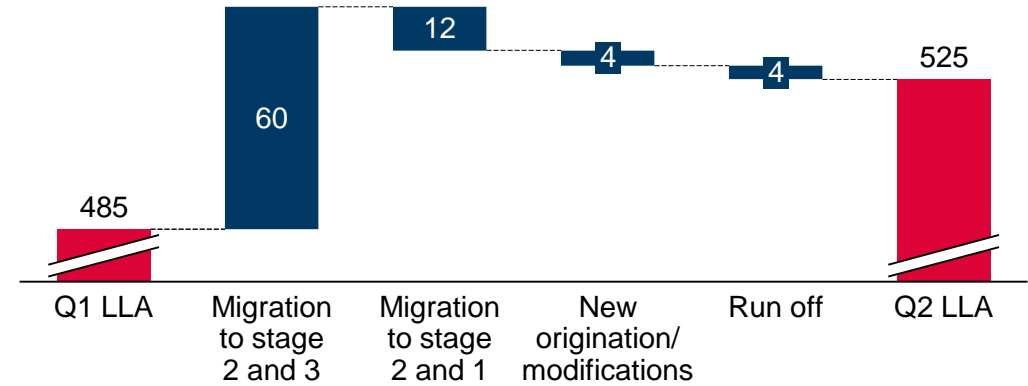 12
4
4
525
60
485
Q1 LLA
Migration
to stage
2 and 3
Migration
to stage
2 and 1
New
origination/
modifications
Run off
Q2 LLA